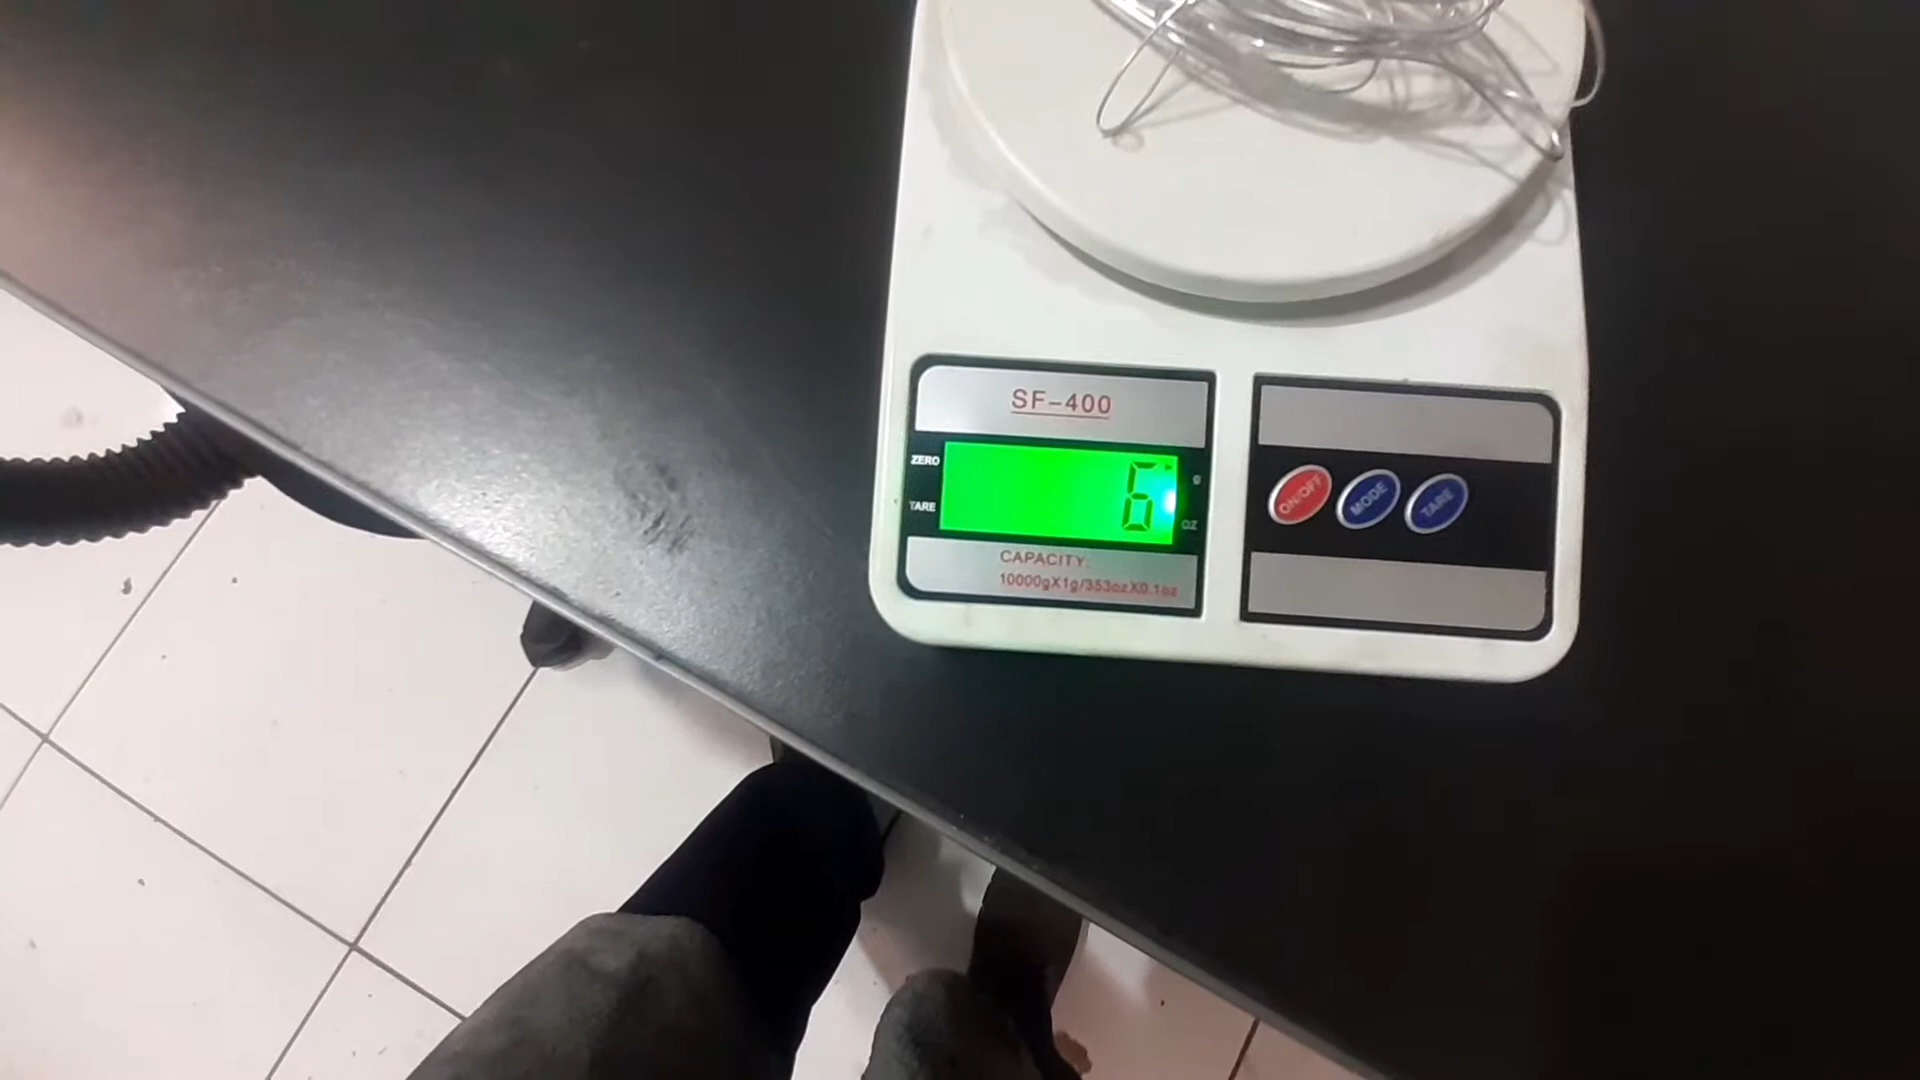 SF-400
ZERO
TARE
6
g
OZ
CAPACITY:
10000gX1g/353ozX0.1oz
ON/OFF
MODE
TARE